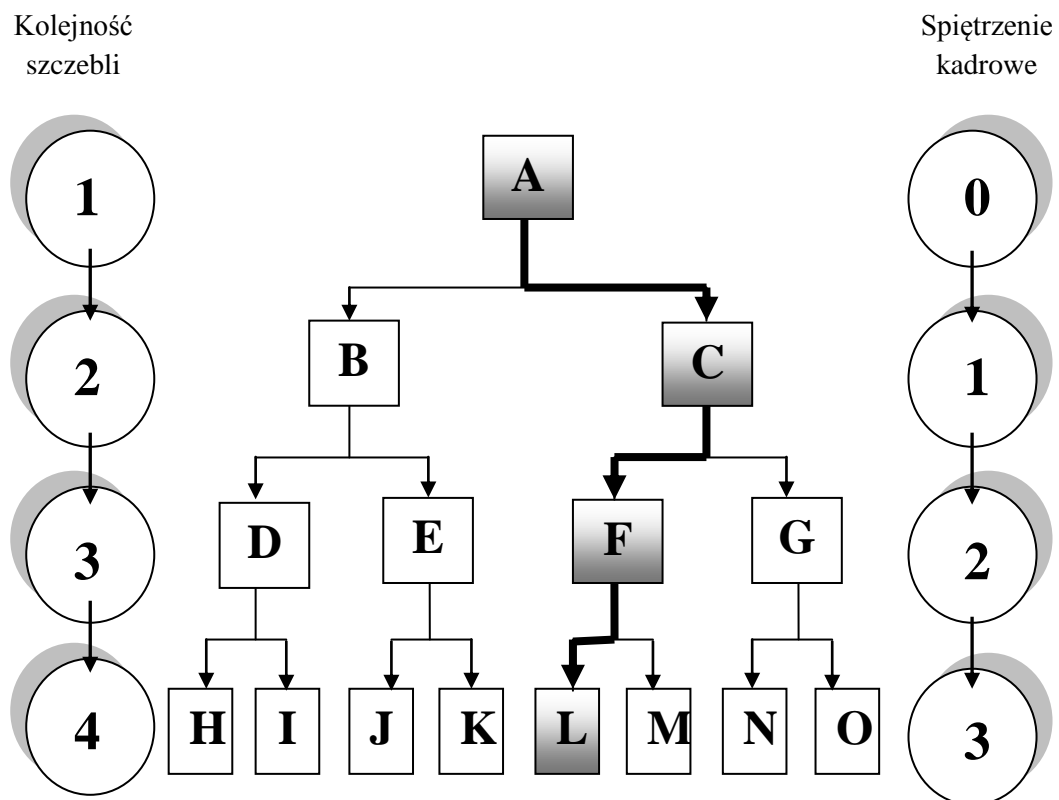 Kolejność
szczebli
Spiętrzenie
kadrowe
1
A
0
2
B
C
1
3
D
E
F
G
2
4
H
I
J
K
L
M
N
O
3